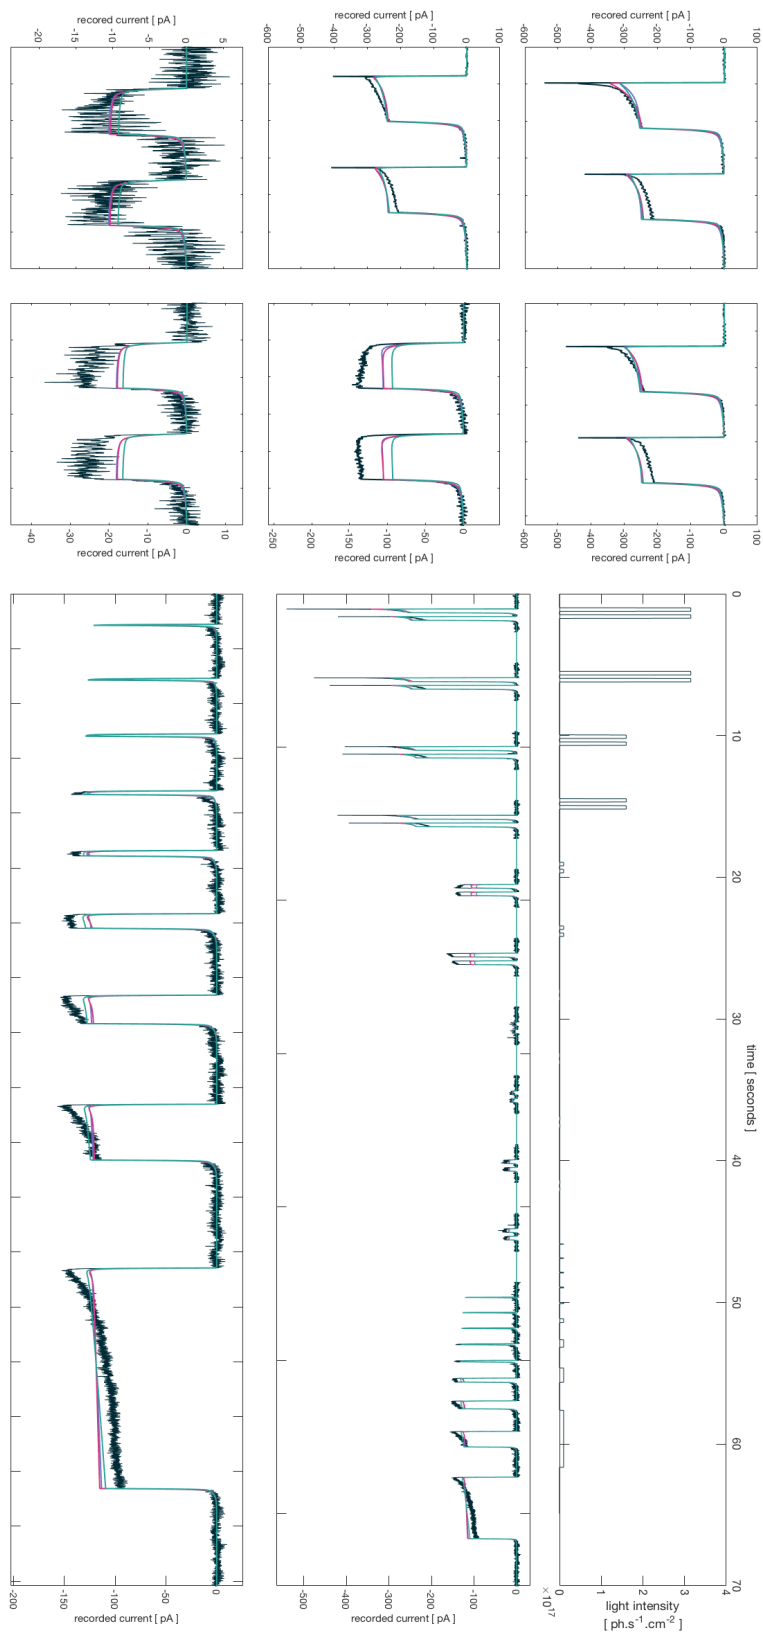 recored current [ pA ]
recored current [ pA ]
recored current [ pA ]
-20 -15 -10 -5 0 5
-600 -500 -400 -300 -200 -100 0 100
-600 -500 -400 -300 -200 -100 0 100
40 -30 -20 -10 0 10
-250 -200 -150 -100 -50 0
-600 -500 -400 -300 -200 -100 0 100
recored current [ pA ]
recored current [ pA ]
recored current [ pA ]
0
10
20
30
time [ seconds ]
40
50
60
70
-200 -150 -100 -50 0
-500 -400 -300 -200 -100 0
× 10¹⁷
0 1 2 3 4
recorded current [ pA ]
recorded current [ pA ]
light intensity
[ ph.s⁻¹.cm⁻² ]